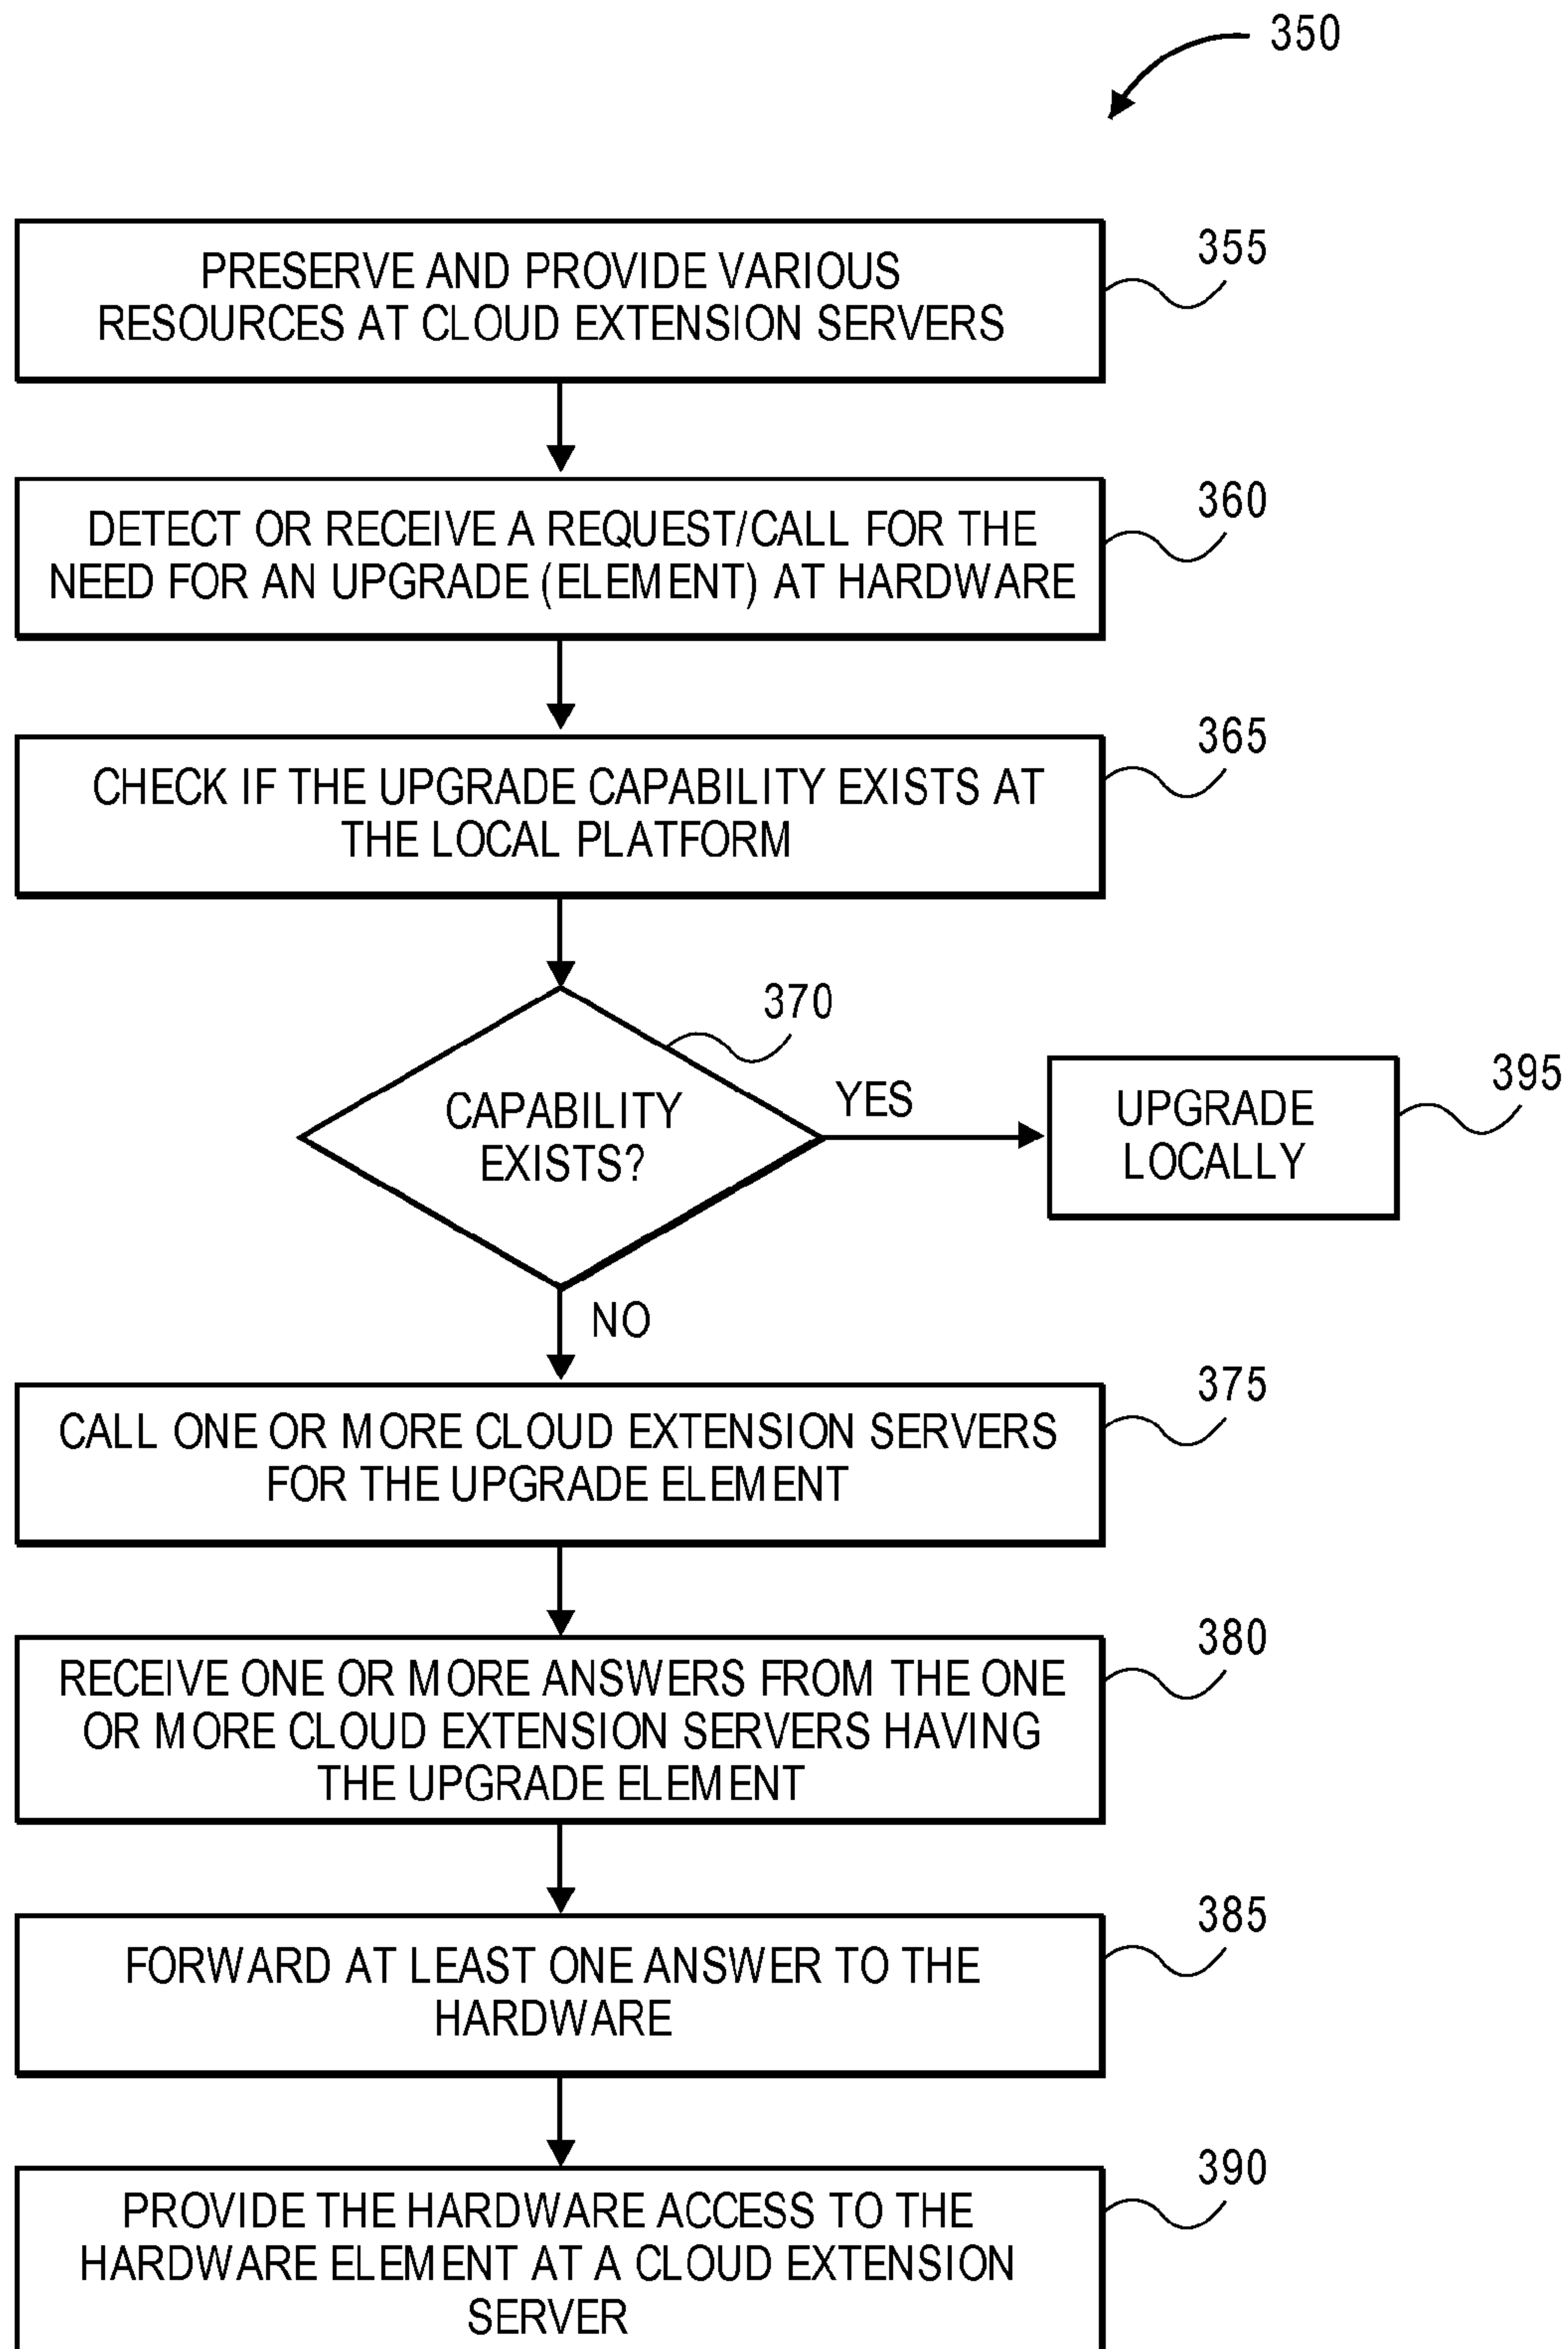 350
PRESERVE AND PROVIDE VARIOUS
RESOURCES AT CLOUD EXTENSION SERVERS
355
DETECT OR RECEIVE A REQUEST/CALL FOR THE
NEED FOR AN UPGRADE (ELEMENT) AT HARDWARE
360
CHECK IF THE UPGRADE CAPABILITY EXISTS AT
THE LOCAL PLATFORM
365
CAPABILITY
EXISTS?
370
YES
UPGRADE
LOCALLY
395
NO
CALL ONE OR MORE CLOUD EXTENSION SERVERS
FOR THE UPGRADE ELEMENT
375
RECEIVE ONE OR MORE ANSWERS FROM THE ONE
OR MORE CLOUD EXTENSION SERVERS HAVING
THE UPGRADE ELEMENT
380
FORWARD AT LEAST ONE ANSWER TO THE
HARDWARE
385
PROVIDE THE HARDWARE ACCESS TO THE
HARDWARE ELEMENT AT A CLOUD EXTENSION
SERVER
390